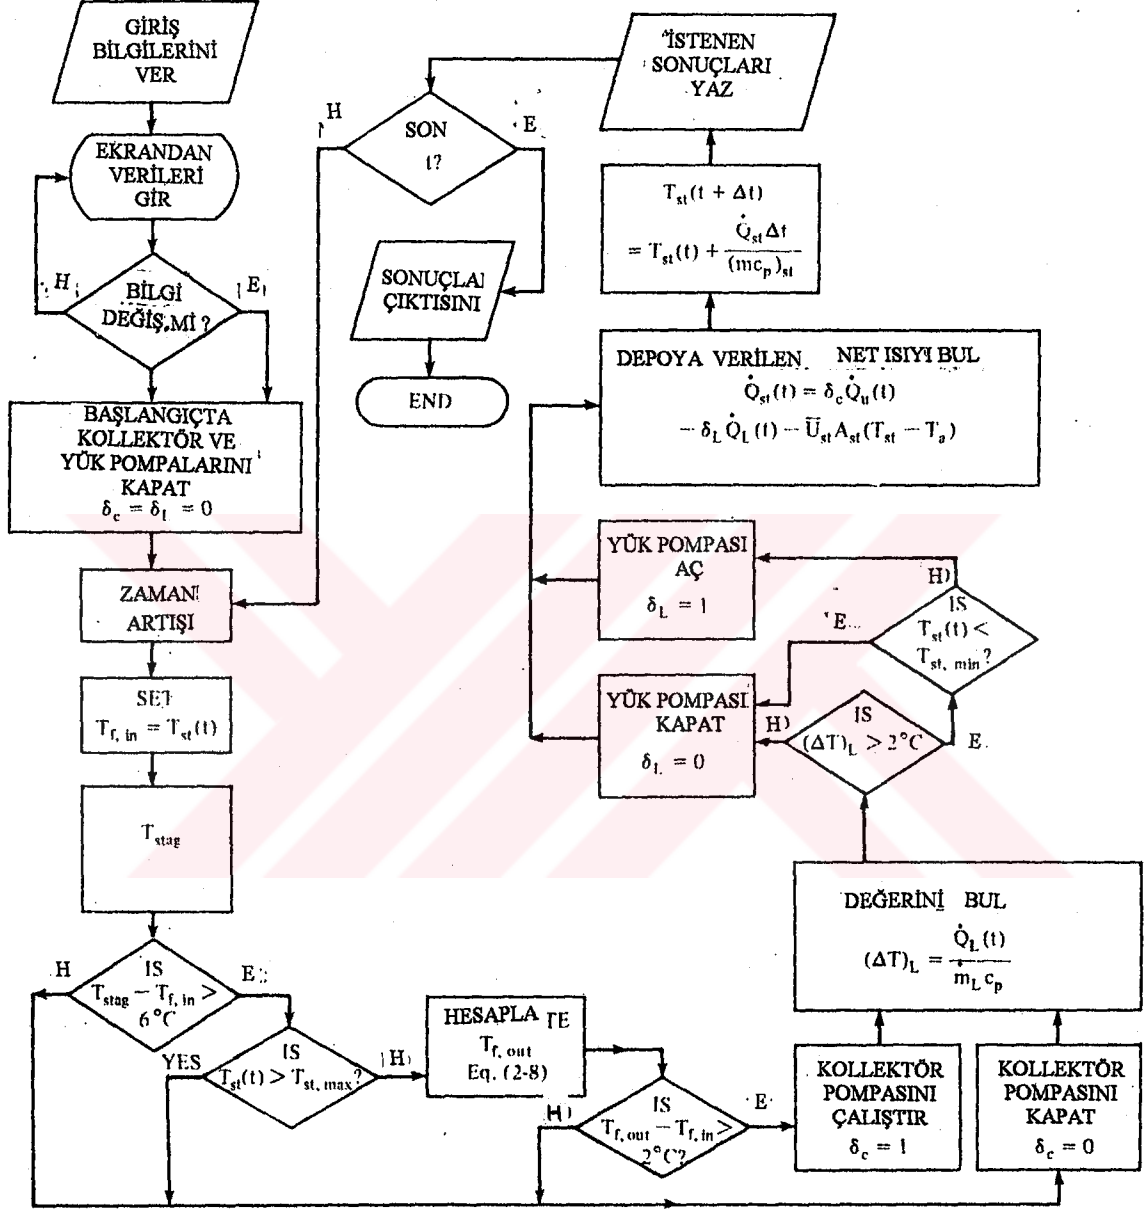 GİRİŞ
BİLGİLERİNİ
VER
EKRANDAN
VERİLERİ
GİR
H
E
BİLGİ
DEĞİŞ.Mİ ?
BAŞLANGIÇTA
KOLLEKTÖR VE
YÜK POMPALARINI
KAPAT
δc = δL = 0
ZAMAN
ARTIŞI
SET
Tf, in = Tst(t)
Tstag
H
E
IS
Tstag − Tf, in >
6°C
YES
H
IS
Tst(t) > Tst, max?
HESAPLA TE
Tf, out
Eq. (2-8)
H
E
IS
Tf, out − Tf, in >
2°C?
KOLLEKTÖR
POMPASINI
ÇALIŞTIR
δc = 1
KOLLEKTÖR
POMPASINI
KAPAT
δc = 0
DEĞERİNİ BUL
(ΔT)L = Q̇L (t) / ṁL cp
H
E
IS
(ΔT)L > 2°C
H
E
IS
Tst(t) <
Tst, min?
YÜK POMPASI
KAPAT
δL = 0
YÜK POMPASI
AÇ
δL = 1
DEPOYA VERİLEN NET ISIYI BUL
Q̇st(t) = δcQ̇u(t)
− δL Q̇L (t) − U̅st Ast(Tst − Ta)
Tst(t + Δt)
= Tst(t) + Q̇st Δt / (mcp)st
İSTENEN
SONUÇLARI
YAZ
H
E
SON
t?
SONUÇLA
ÇIKTISINI
END